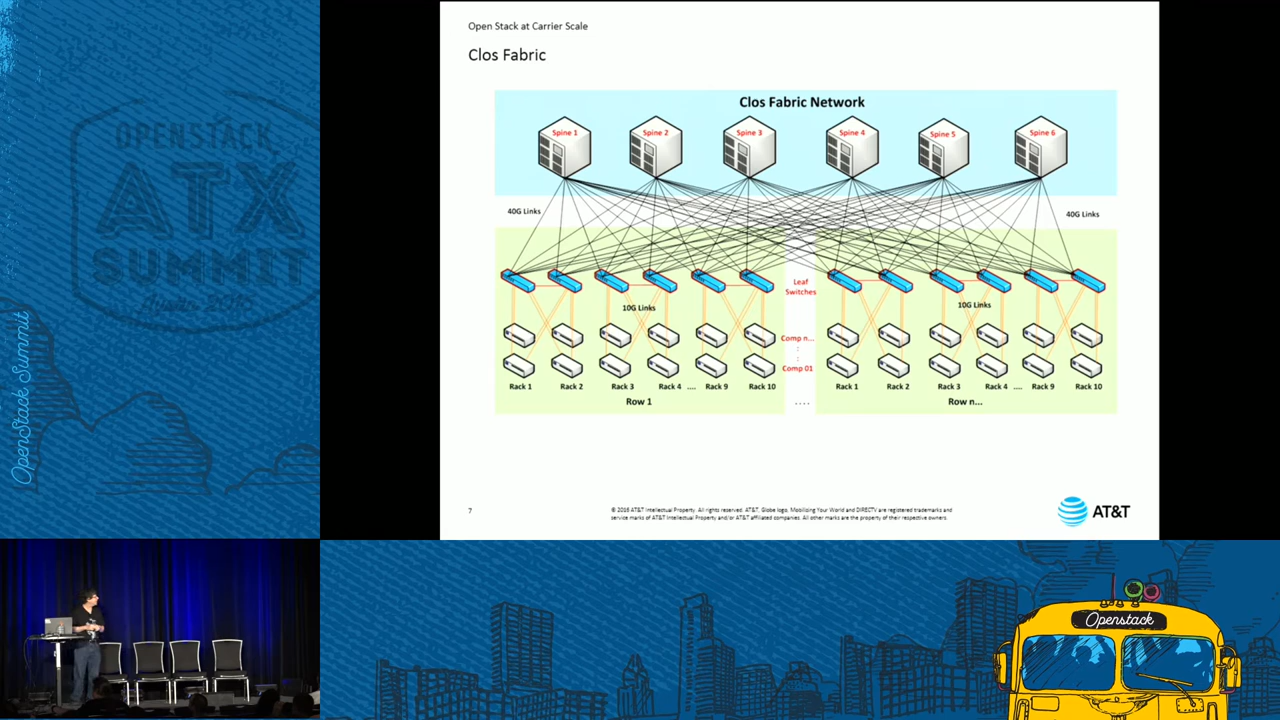 Open Stack at Carrier Scale
Clos Fabric
Clos Fabric Network
Spine 1
Spine 2
Spine 3
Spine 4
Spine 5
Spine 6
40G Links
40G Links
Leaf
Switches
10G Links
10G Links
Comp n...
:
:
Comp 01
Rack 1
Rack 2
Rack 3
Rack 4
....
Rack 9
Rack 10
Rack 1
Rack 2
Rack 3
Rack 4
....
Rack 9
Rack 10
Row 1
....
Row n...
7
© 2016 AT&T Intellectual Property. All rights reserved. AT&T, Globe logo, Mobilizing Your World and DIRECTV are registered trademarks and
service marks of AT&T Intellectual Property and/or AT&T affiliated companies. All other marks are the property of their respective owners.
AT&T
OPENSTACK
ATX
SUMMIT
OpenStack Summit
Openstack